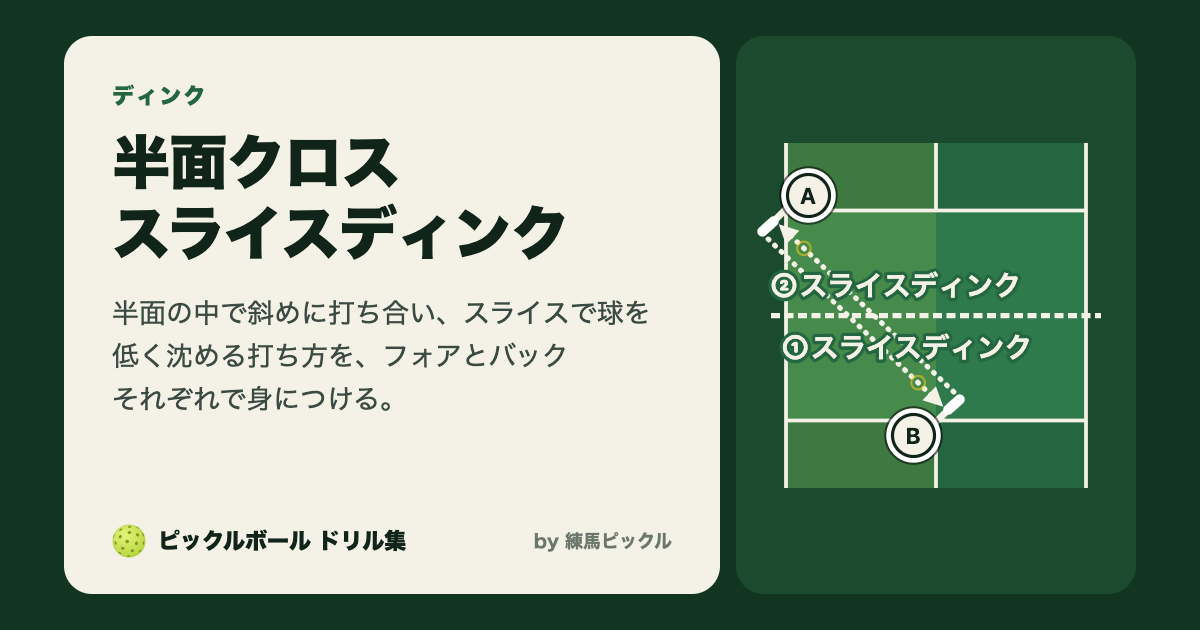 ディンク
半面クロス
スライスディンク
半面の中で斜めに打ち合い、スライスで球を
低く沈める打ち方を、フォアとバック
それぞれで身につける。
ピックルボール ドリル集
by 練馬ピックル
A
②スライスディンク
①スライスディンク
B